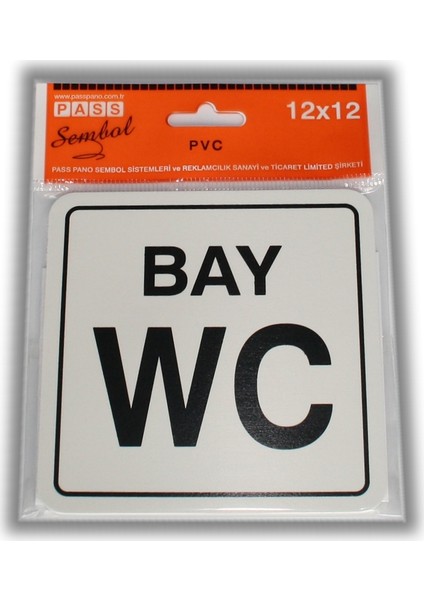 www.passpano.com.tr
PASS
Sembol
PVC
12x12
PASS PANO SEMBOL SİSTEMLERİ ve REKLAMCILIK SANAYİ ve TİCARET LİMİTED ŞİRKETİ
BAY
WC